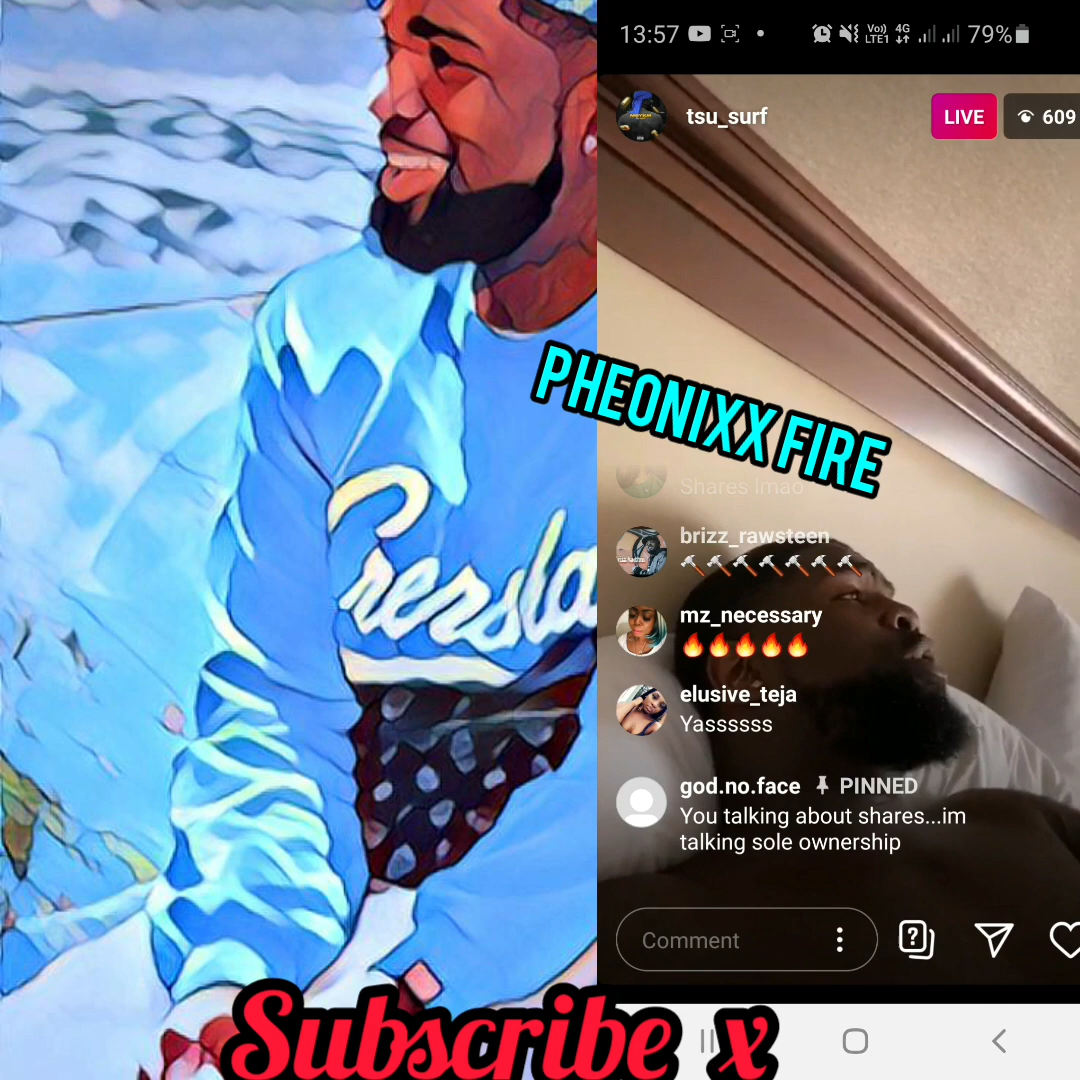 13:57
Vo) 4G
LTE1
79%
tsu_surf
LIVE
609
PHEONIXX FIRE
Shares lmao
brizz_rawsteen
mz_necessary
elusive_teja
Yassssss
god.no.face PINNED
You talking about shares...im
talking sole ownership
Comment
Subscribe x